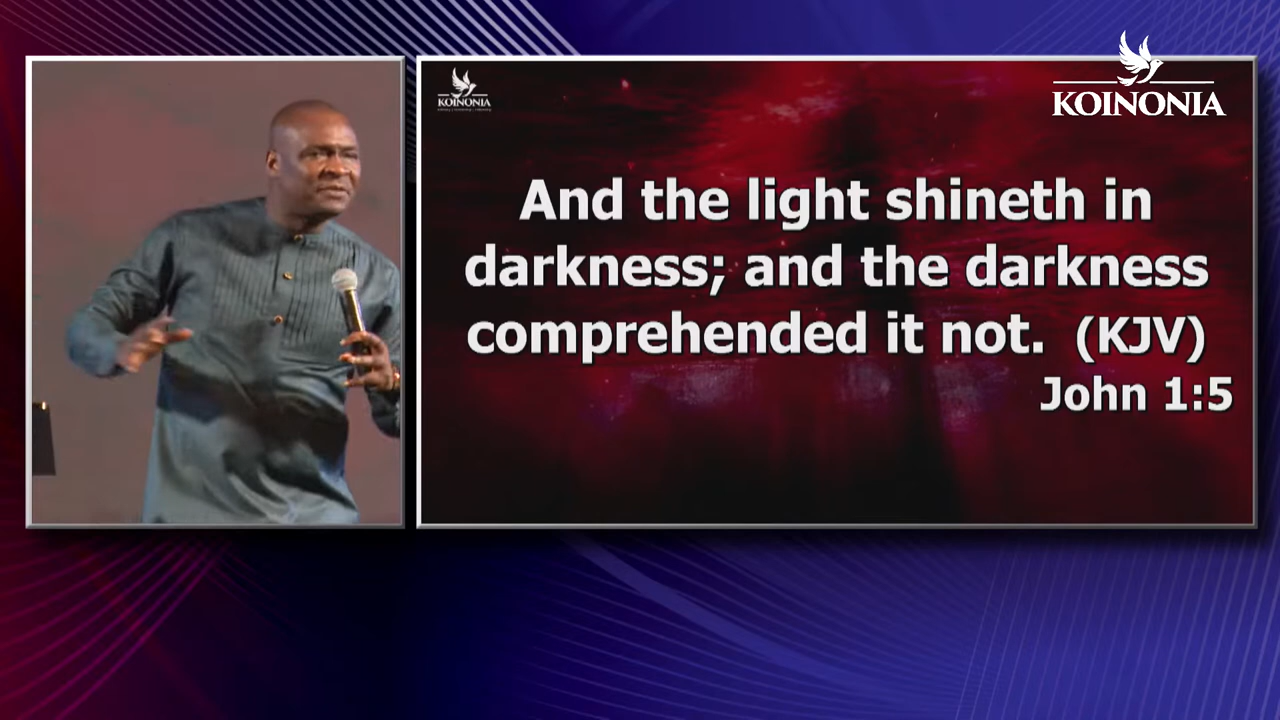 KOINONIA
KOINONIA
And the light shineth in
darkness; and the darkness
comprehended it not. (KJV)
John 1:5